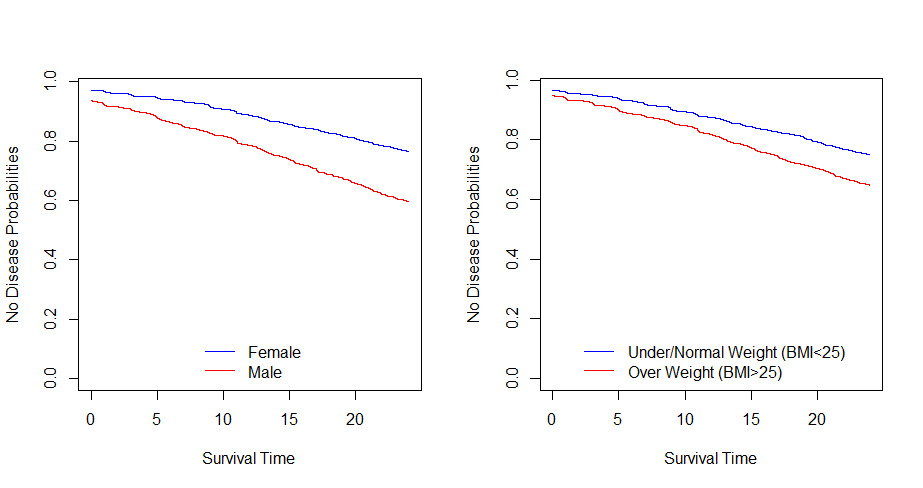 No Disease Probabilities
1.0
0.8
0.6
0.4
0.2
0.0
Female
Male
0 5 10 15 20
Survival Time
No Disease Probabilities
1.0
0.8
0.6
0.4
0.2
0.0
Under/Normal Weight (BMI<25)
Over Weight (BMI>25)
0 5 10 15 20
Survival Time